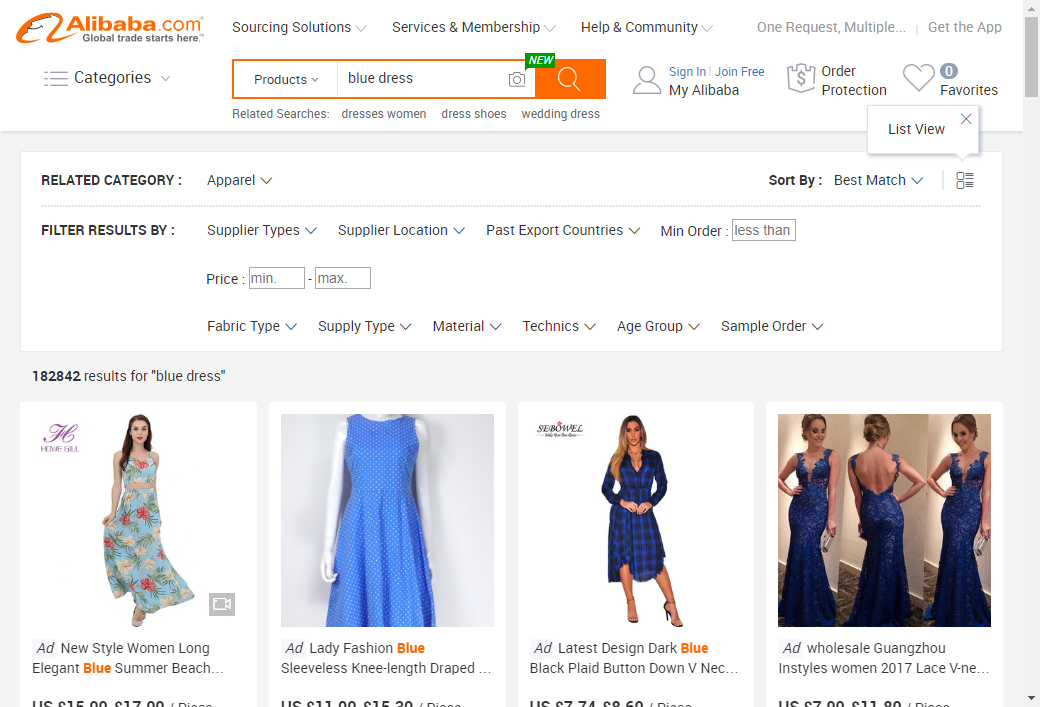 Alibaba.com
Global trade starts here.™
Sourcing Solutions
Services & Membership
Help & Community
One Request, Multiple...
Get the App
Categories
Products
blue dress
NEW
Sign In
Join Free
My Alibaba
Order
Protection
0
Favorites
Related Searches:
dresses women
dress shoes
wedding dress
List View
RELATED CATEGORY :
Apparel
Sort By :
Best Match
FILTER RESULTS BY :
Supplier Types
Supplier Location
Past Export Countries
Min Order :
less than
Price :
min.
-
max.
Fabric Type
Supply Type
Material
Technics
Age Group
Sample Order
182842 results for "blue dress"
HOWE GILL
SEBOWEL
Ad New Style Women Long
Elegant Blue Summer Beach...
Ad Lady Fashion Blue
Sleeveless Knee-length Draped ...
Ad Latest Design Dark Blue
Black Plaid Button Down V Nec...
Ad wholesale Guangzhou
Instyles women 2017 Lace V-ne...
US £15.00-£17.00 / Piece
US £11.00-£15.30 / Piece
US £7.74-£8.60 / Piece
US £7.90-£11.80 / Piece